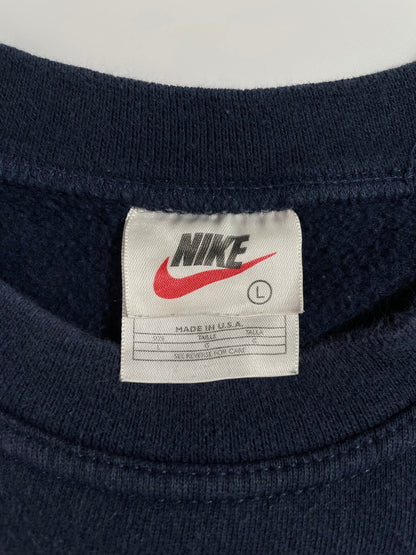 NIKE
L
MADE IN U.S.A.
SIZE TAILLE TALLA
L G G
SEE REVERSE FOR CARE